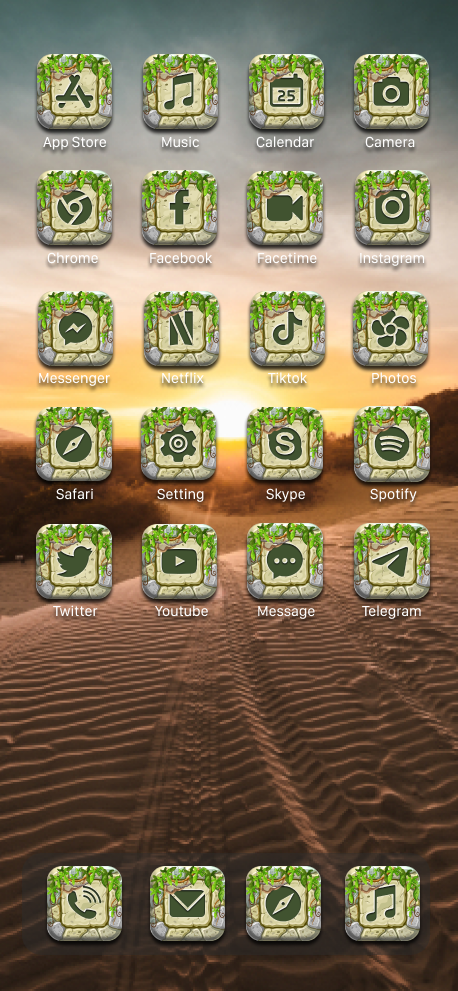 App Store Music Calendar Camera
25
Chrome Facebook Facetime Instagram
Messenger Netflix Tiktok Photos
Safari Setting Skype Spotify
Twitter Youtube Message Telegram